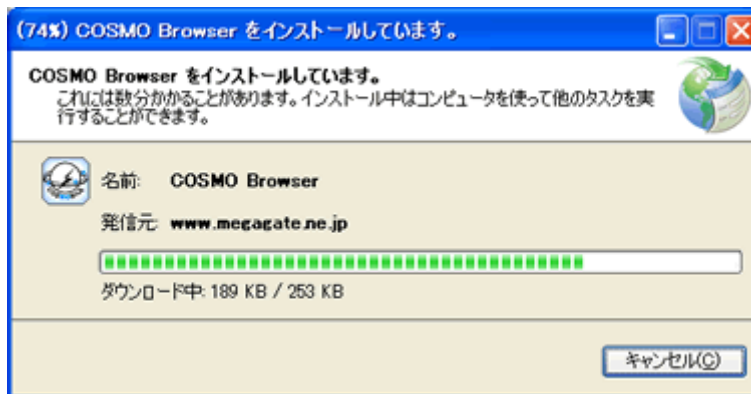 (74%) COSMO Browser をインストールしています。
COSMO Browser をインストールしています。
これには数分かかることがあります。インストール中はコンピュータを使って他のタスクを実
行することができます。
名前: COSMO Browser
発信元: www.megagate.ne.jp
ダウンロード中: 189 KB / 253 KB
キャンセル(C)